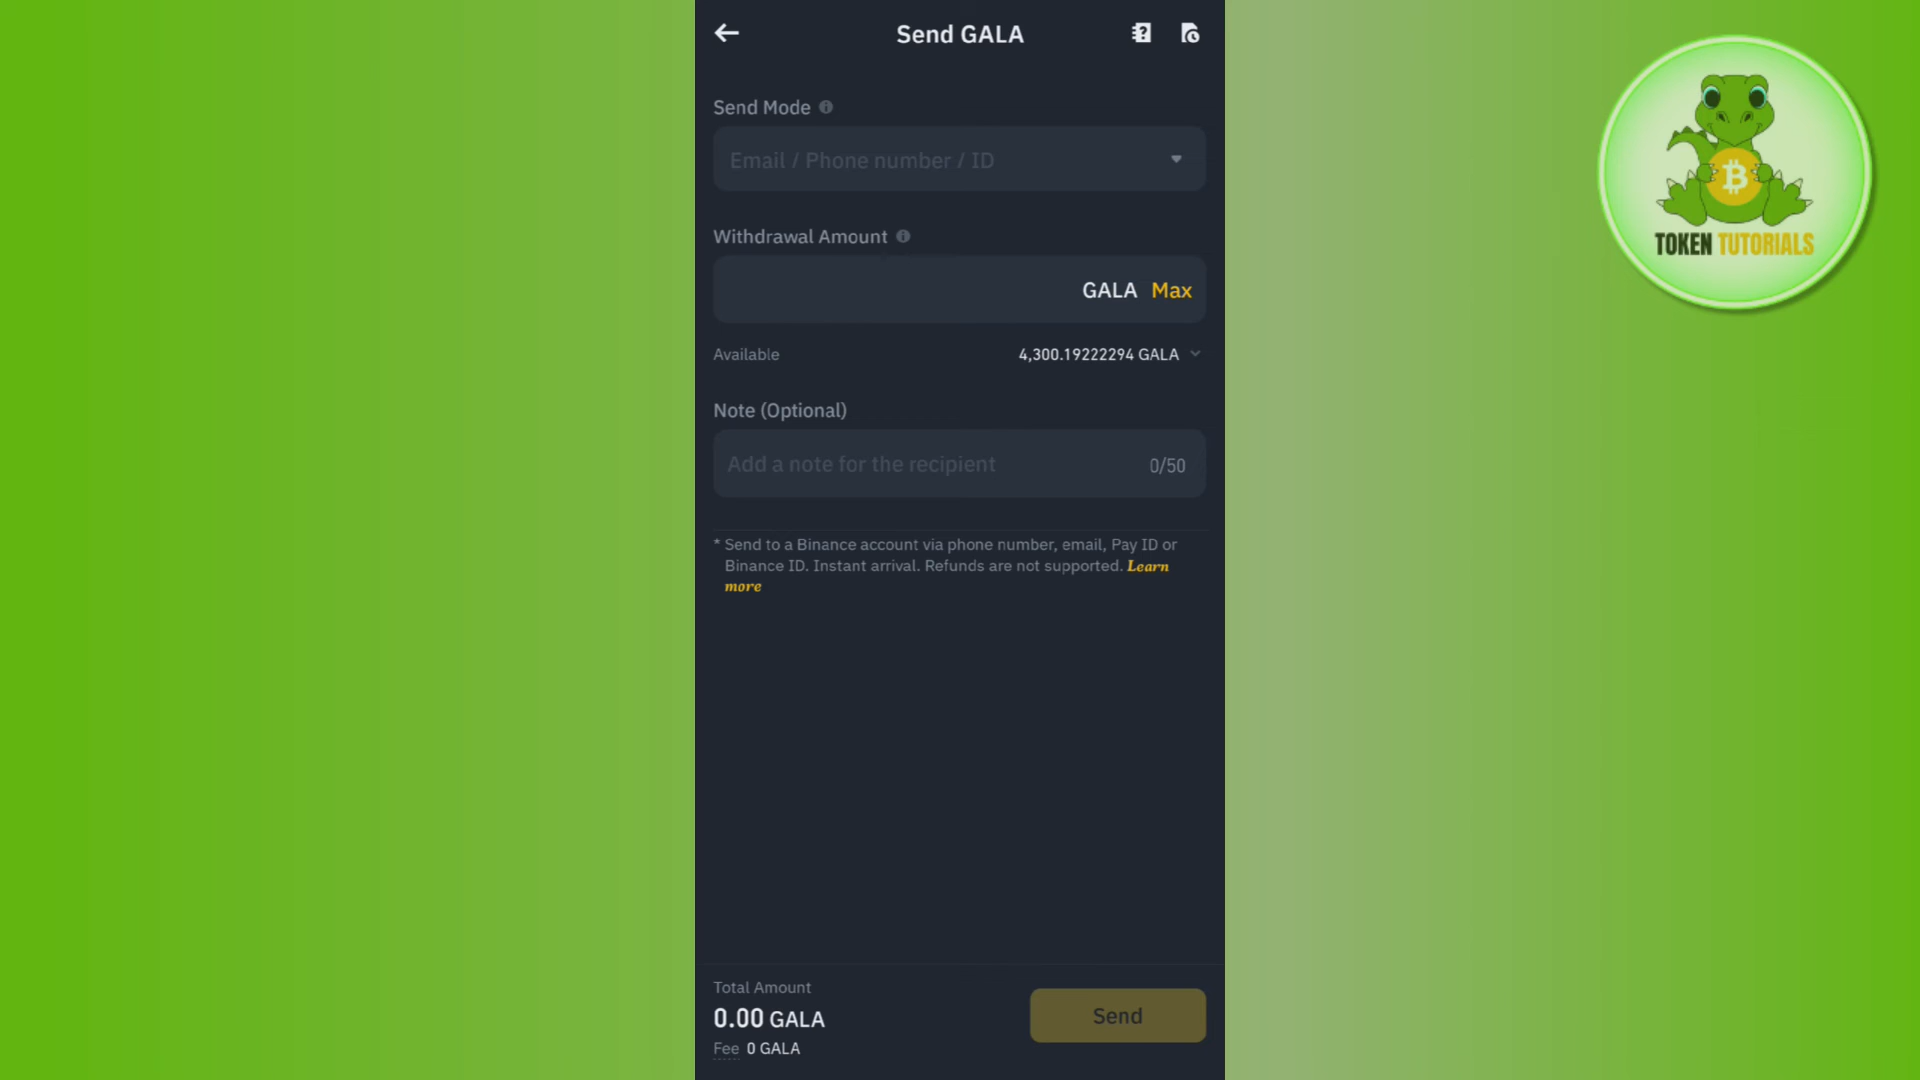 Send GALA
Send Mode
Email / Phone number / ID
Withdrawal Amount
GALA Max
Available 4,300.19222294 GALA
Note (Optional)
Add a note for the recipient 0/50
* Send to a Binance account via phone number, email, Pay ID or
Binance ID. Instant arrival. Refunds are not supported. Learn
more
Total Amount
0.00 GALA
Fee 0 GALA
Send
TOKEN TUTORIALS